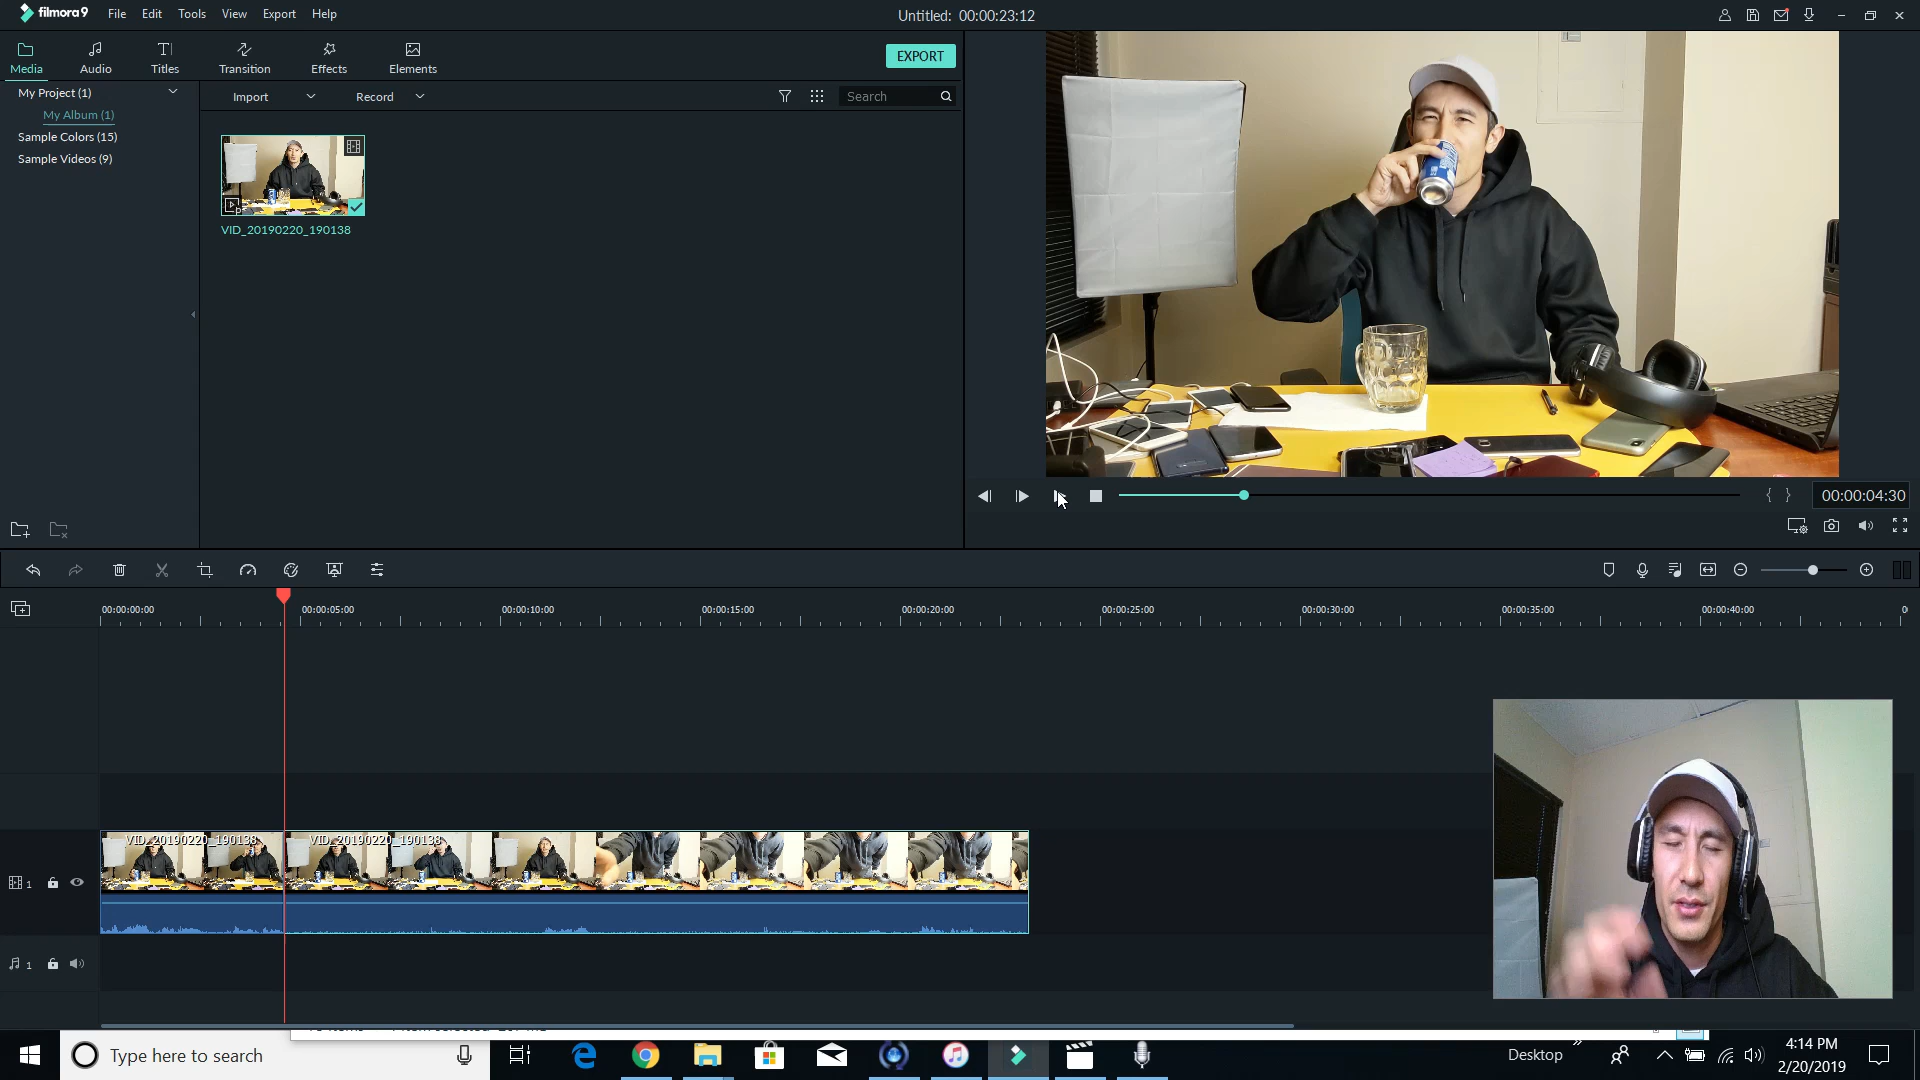 filmora9 File Edit Tools View Export Help
Untitled: 00:00:23:12
Media Audio Titles Transition Effects Elements
EXPORT
My Project (1)
My Album (1)
Sample Colors (15)
Sample Videos (9)
Import Record
Search
VID_20190220_190138
00:00:04:30
00:00:00:00 00:00:05:00 00:00:10:00 00:00:15:00 00:00:20:00 00:00:25:00 00:00:30:00 00:00:35:00 00:00:40:00
VID_20190220_190138 VID_20190220_190138
1
1
Type here to search
Desktop
4:14 PM
2/20/2019